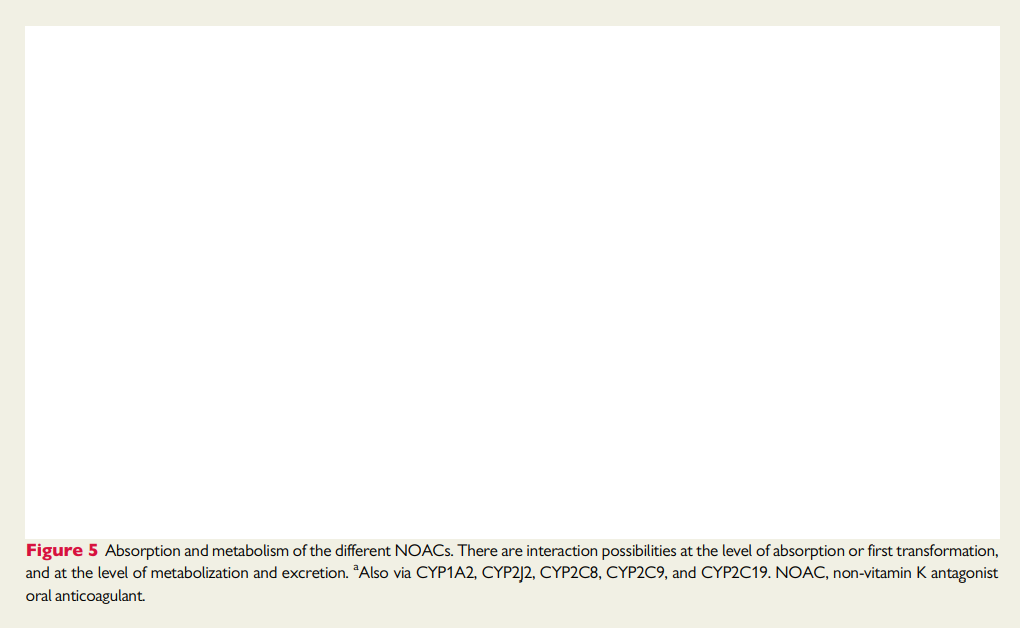 Figure 5 Absorption and metabolism of the different NOACs. There are interaction possibilities at the level of absorption or first transformation,
and at the level of metabolization and excretion. ᵃAlso via CYP1A2, CYP2J2, CYP2C8, CYP2C9, and CYP2C19. NOAC, non-vitamin K antagonist
oral anticoagulant.